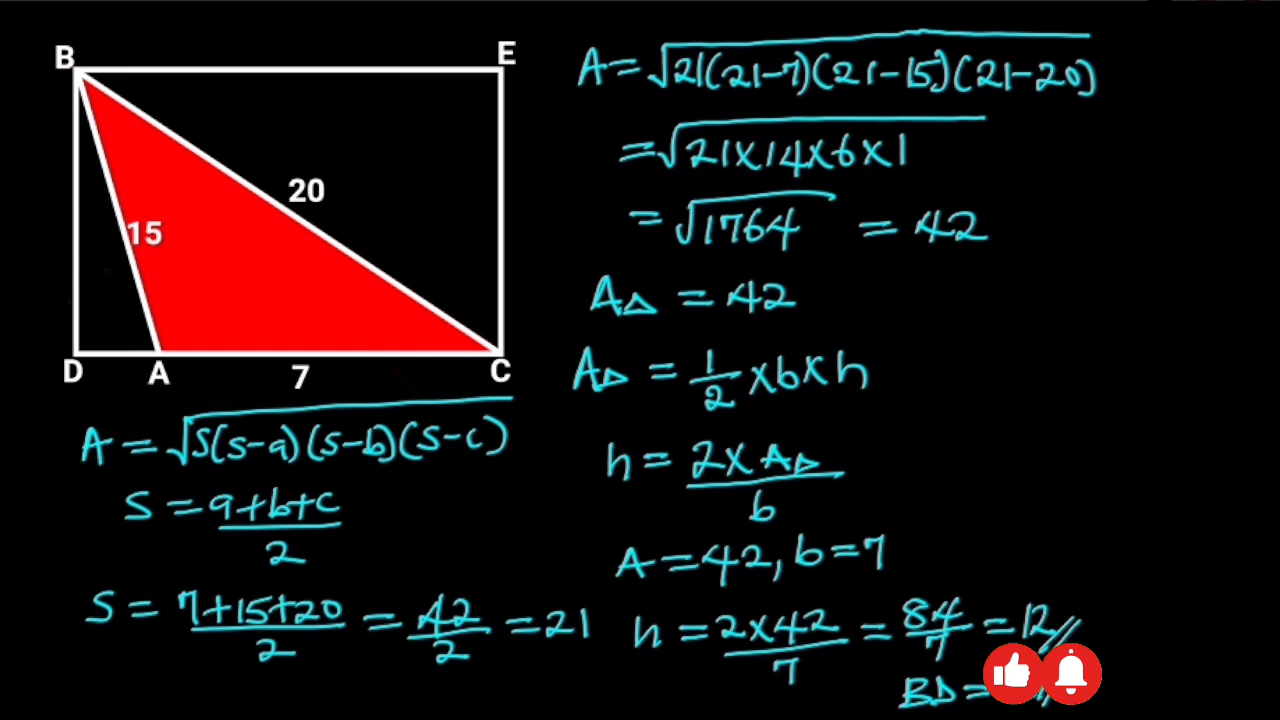 B
E
20
15
D
A
7
C
A = √S(S-a)(S-b)(S-c)
S = a+b+c
2
S = 7+15+20 = 42 = 21
2 2
A = √21(21-7)(21-15)(21-20)
= √21×14×6×1
= √1764 = 42
A△ = 42
A△ = 1/2 × b × h
h = 2× A△
b
A = 42, b = 7
h = 2×42 = 84 = 12//
7 7
BD =